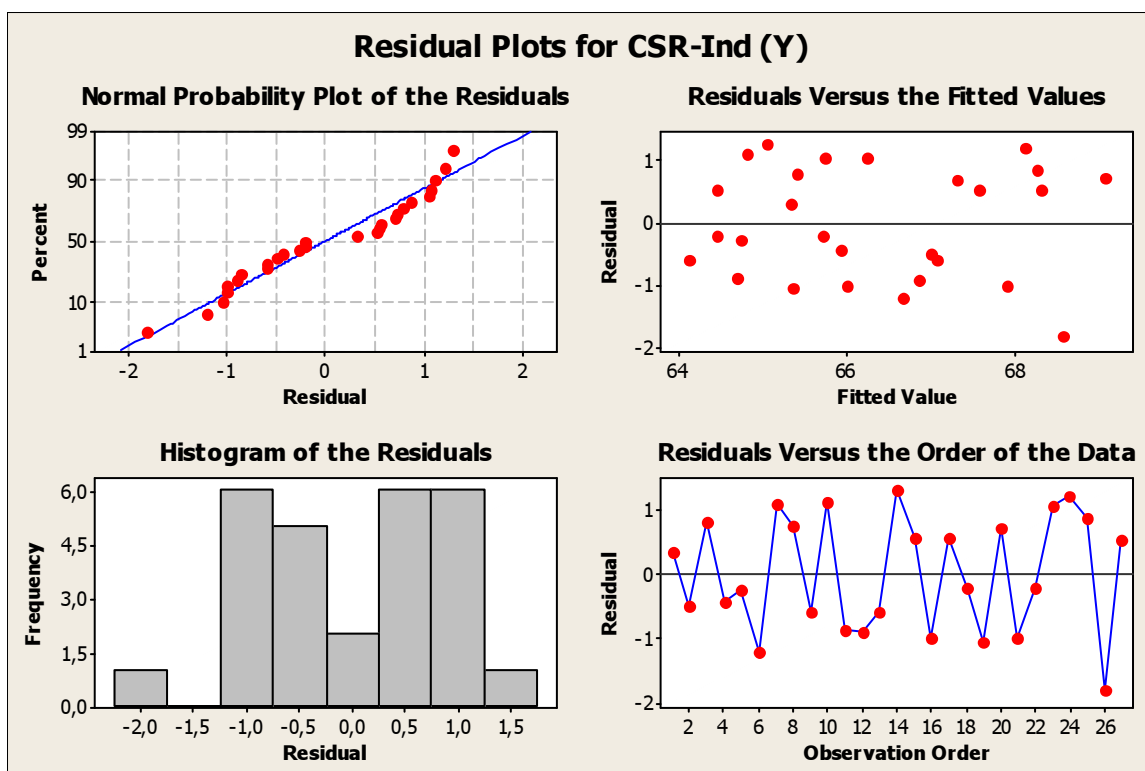 Residual Plots for CSR-Ind (Y)
Normal Probability Plot of the Residuals
99
90
50
10
1
Percent
-2 -1 0 1 2
Residual
Residuals Versus the Fitted Values
1
0
-1
-2
Residual
64 66 68
Fitted Value
Histogram of the Residuals
6,0
4,5
3,0
1,5
0,0
Frequency
-2,0 -1,5 -1,0 -0,5 0,0 0,5 1,0 1,5
Residual
Residuals Versus the Order of the Data
1
0
-1
-2
Residual
2 4 6 8 10 12 14 16 18 20 22 24 26
Observation Order